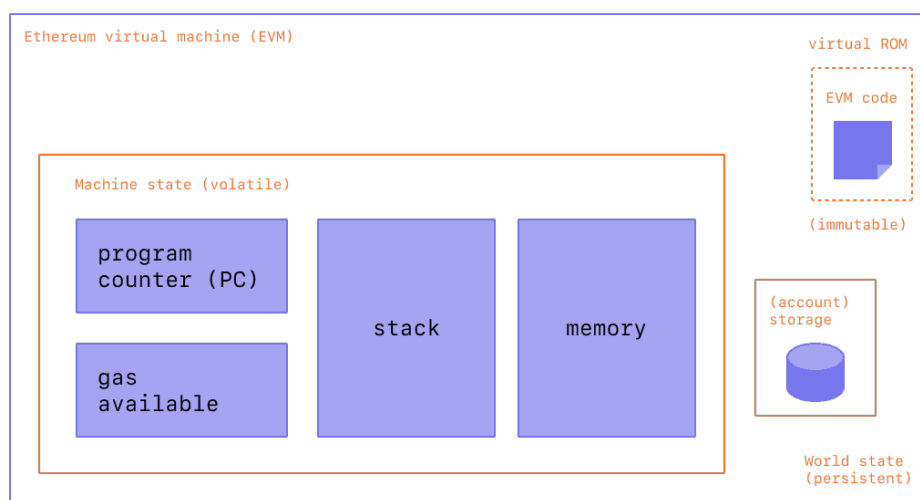 Ethereum virtual machine (EVM)
virtual ROM
EVM code
(immutable)
Machine state (volatile)
program
counter (PC)
gas
available
stack
memory
(account)
storage
World state
(persistent)